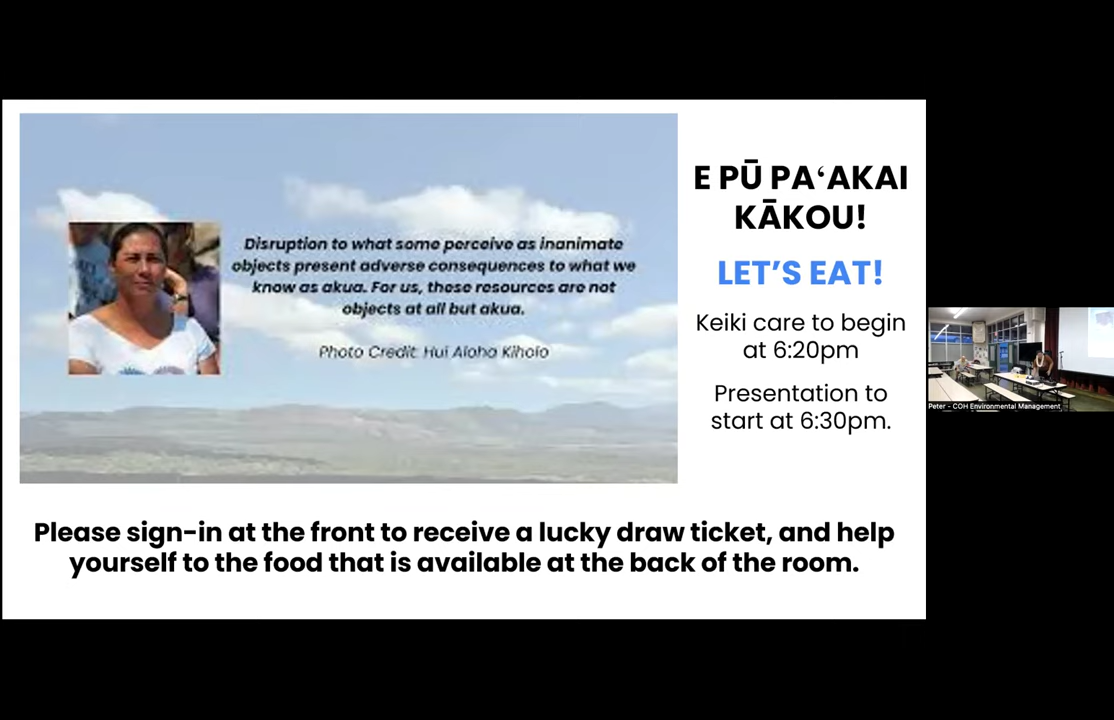 Disruption to what some perceive as inanimate
objects present adverse consequences to what we
know as akua. For us, these resources are not
objects at all but akua.
Photo Credit: Hui Aloha Kiholo
E PŪ PAʻAKAI
KĀKOU!
LET’S EAT!
Keiki care to begin
at 6:20pm
Presentation to
start at 6:30pm.
Please sign-in at the front to receive a lucky draw ticket, and help
yourself to the food that is available at the back of the room.
Peter - COH Environmental Management